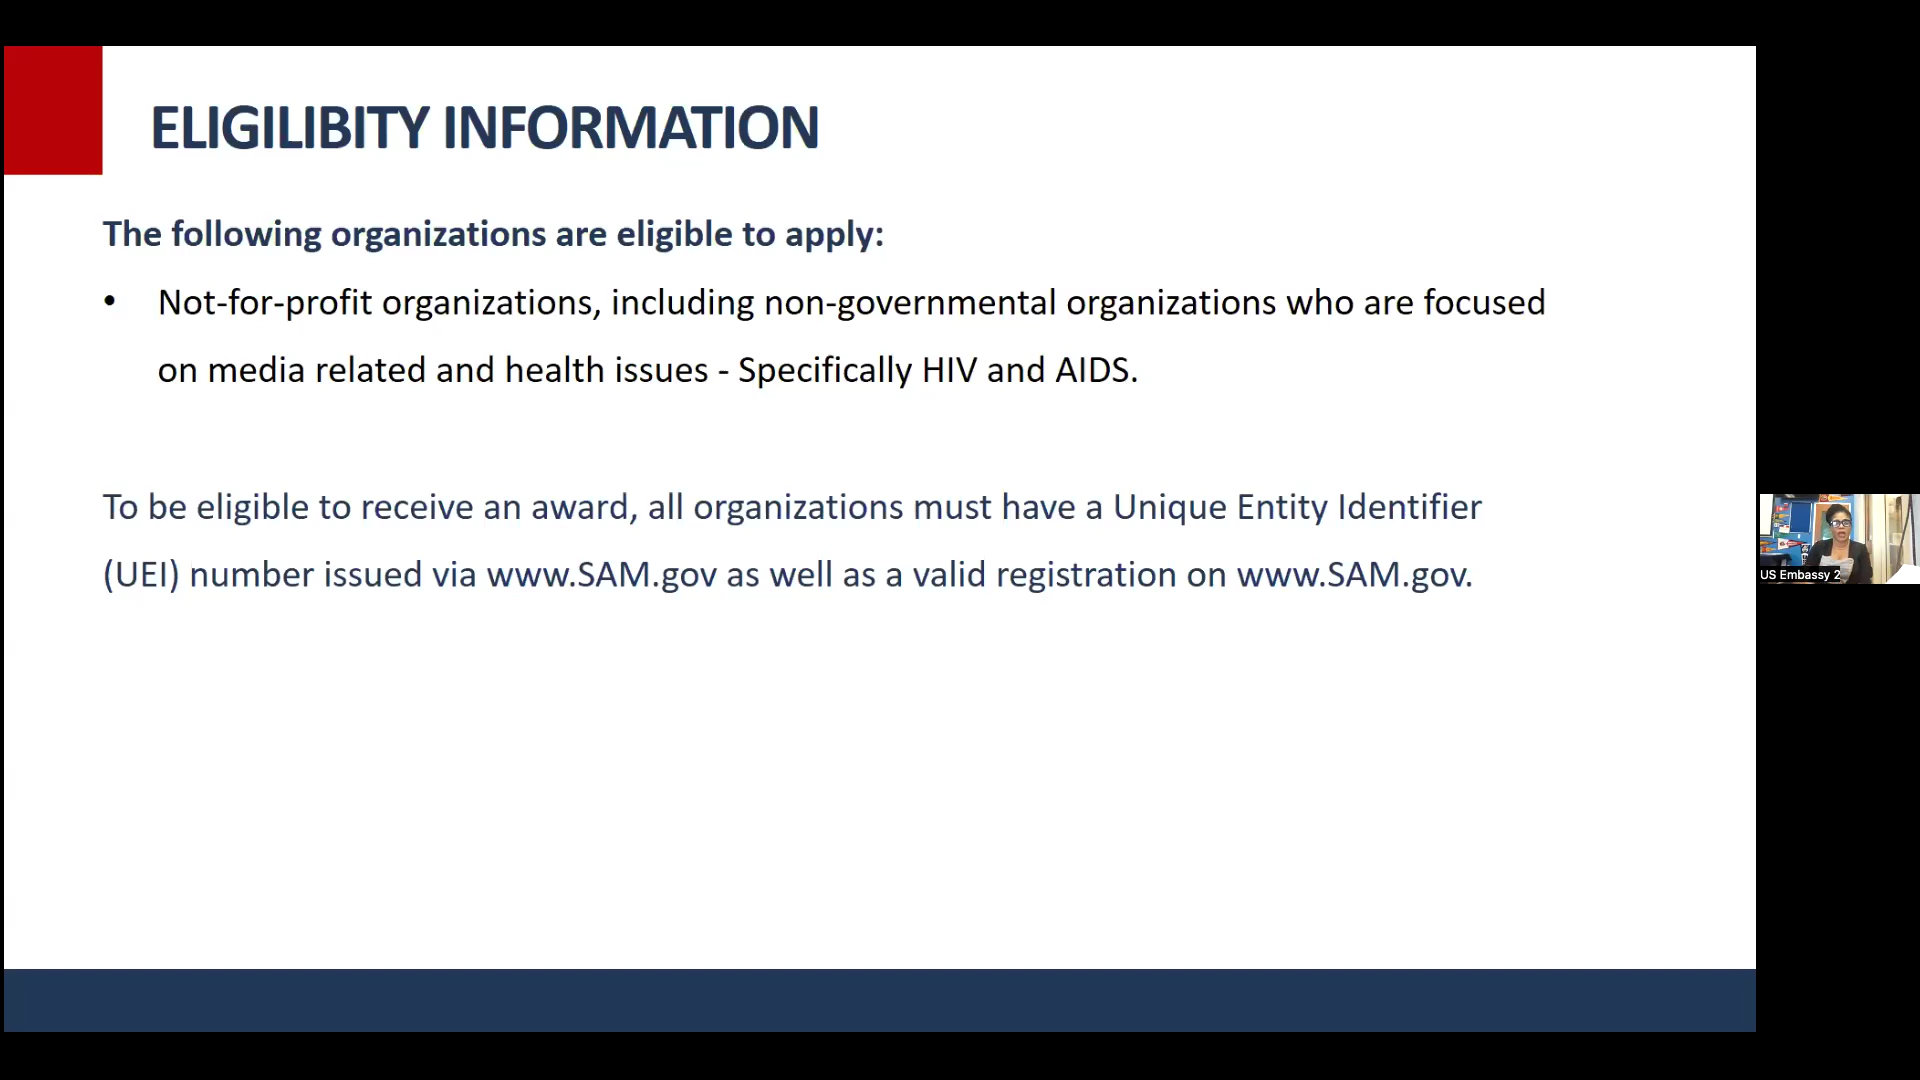 ELIGILIBITY INFORMATION
The following organizations are eligible to apply:
• Not-for-profit organizations, including non-governmental organizations who are focused
on media related and health issues - Specifically HIV and AIDS.
To be eligible to receive an award, all organizations must have a Unique Entity Identifier
(UEI) number issued via www.SAM.gov as well as a valid registration on www.SAM.gov.
US Embassy 2